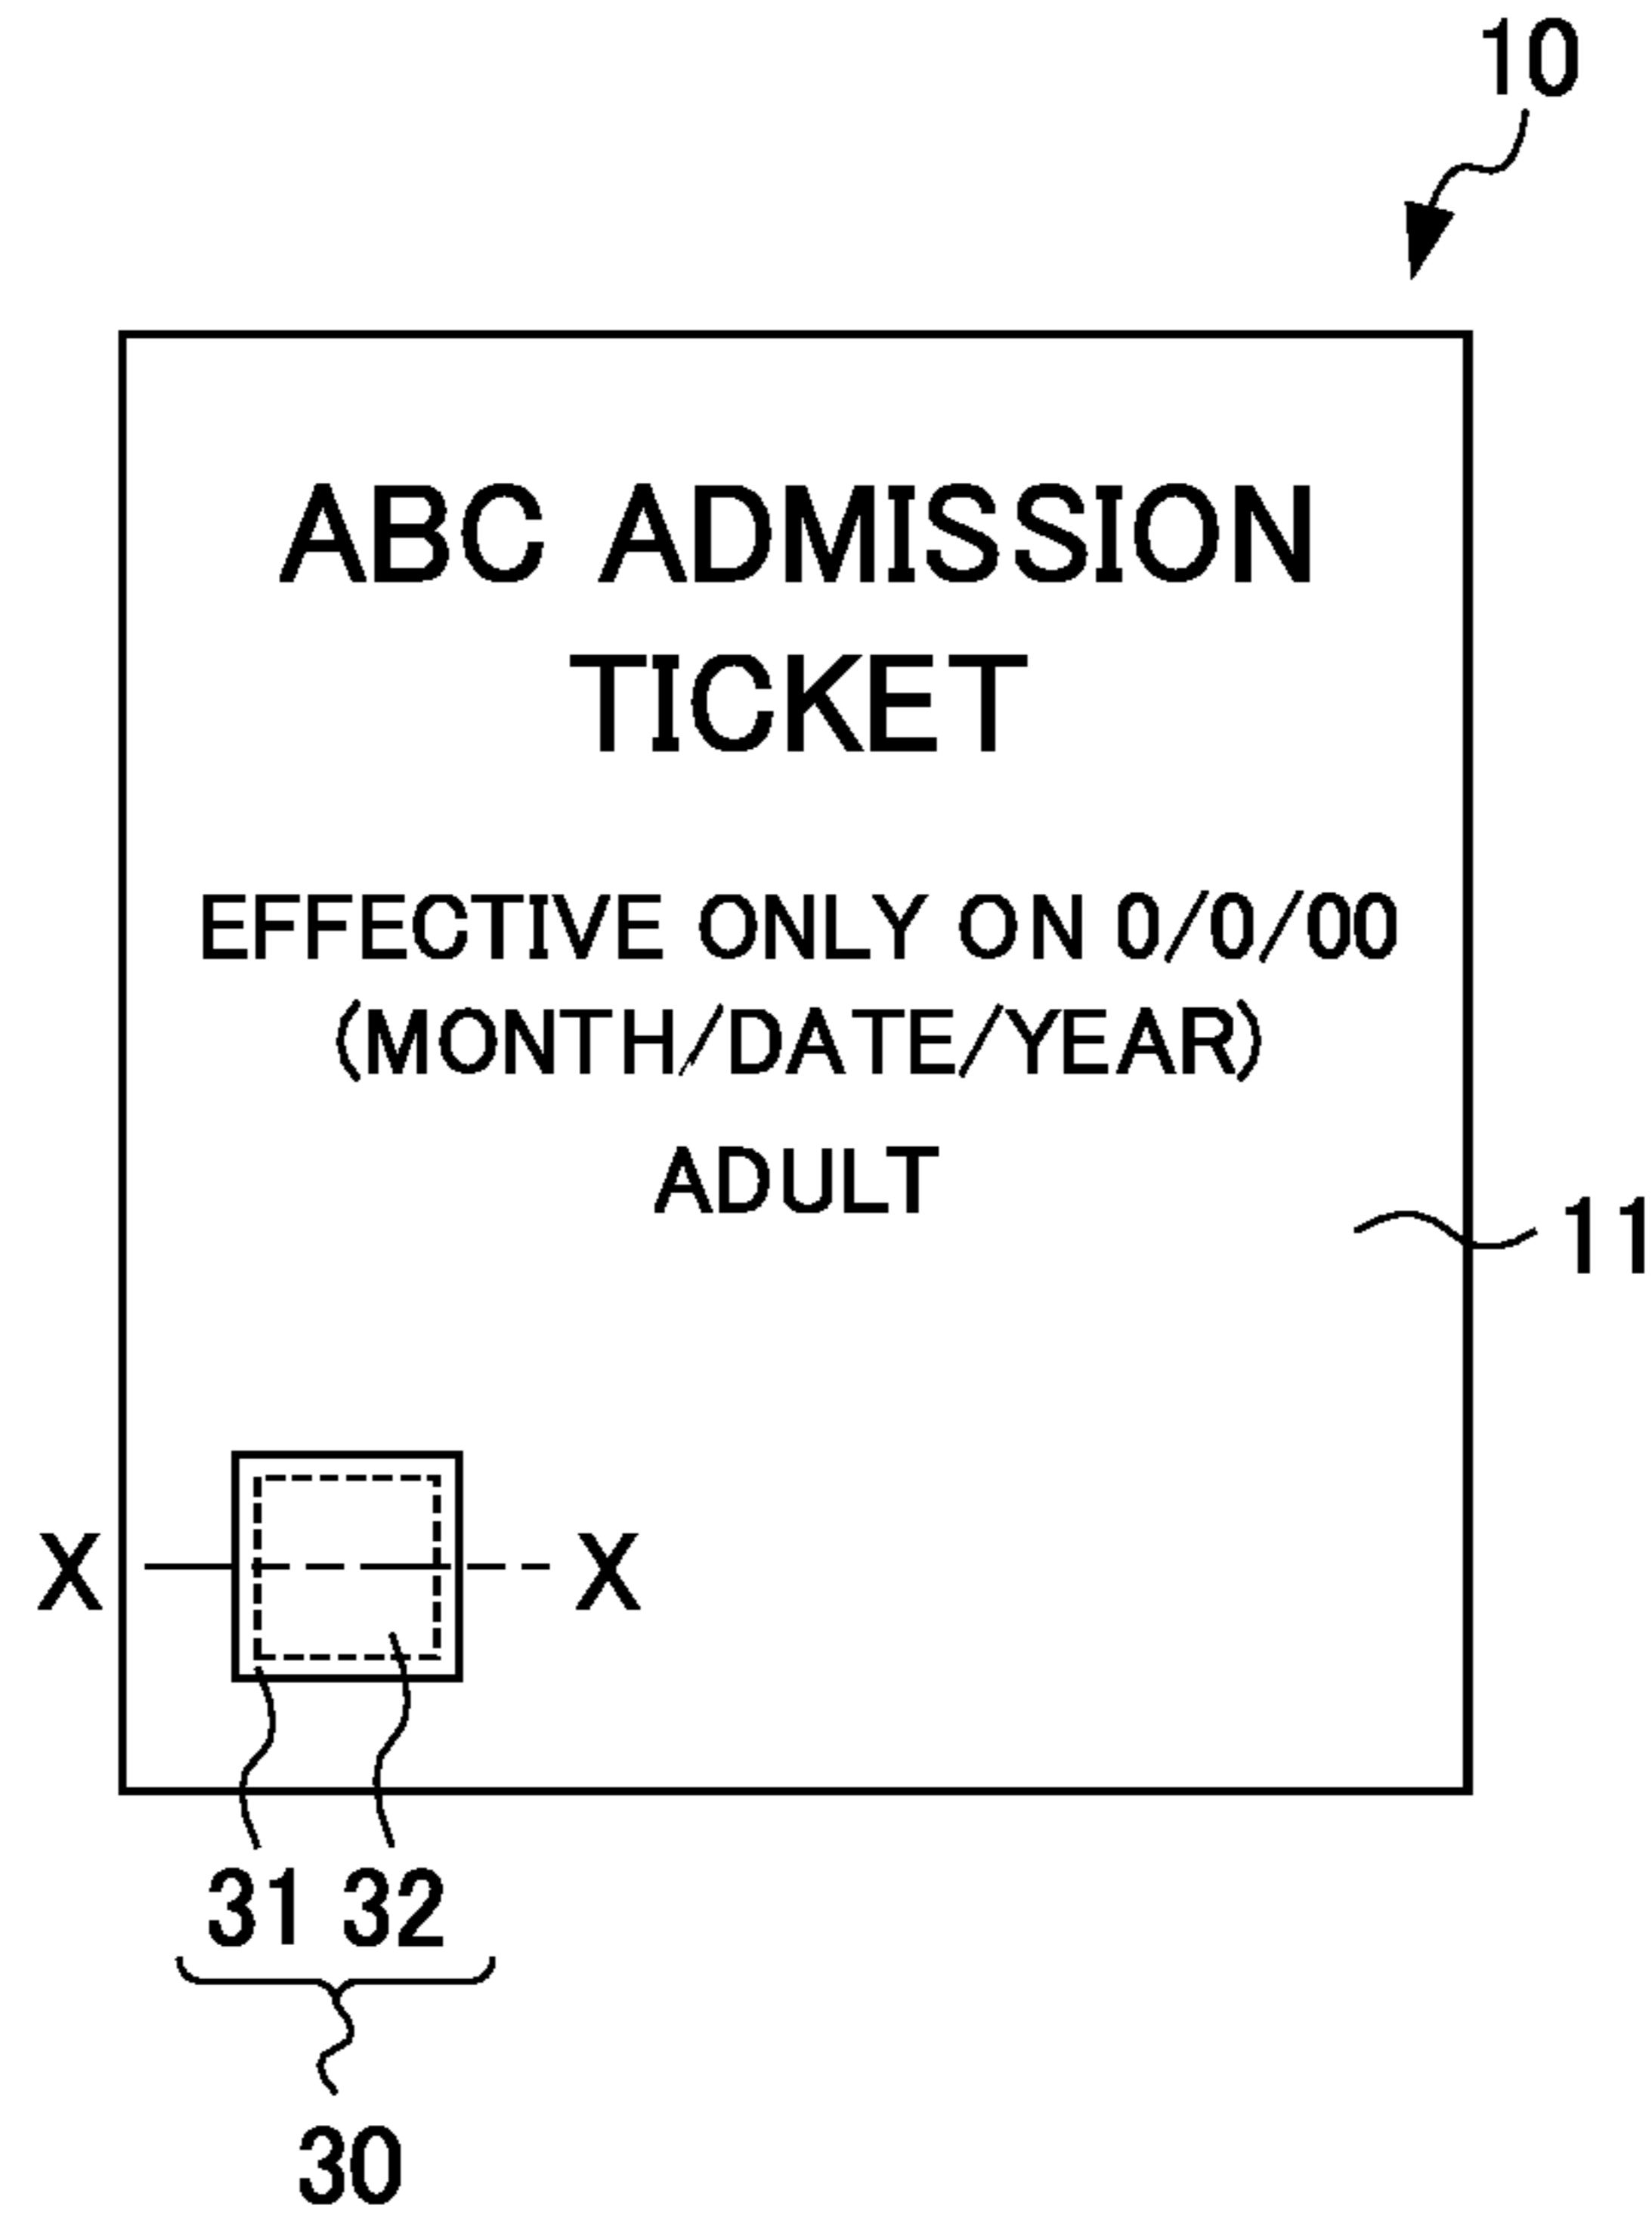 10
ABC ADMISSION
TICKET
EFFECTIVE ONLY ON 0/0/00
(MONTH/DATE/YEAR)
ADULT
11
X X
31 32
30